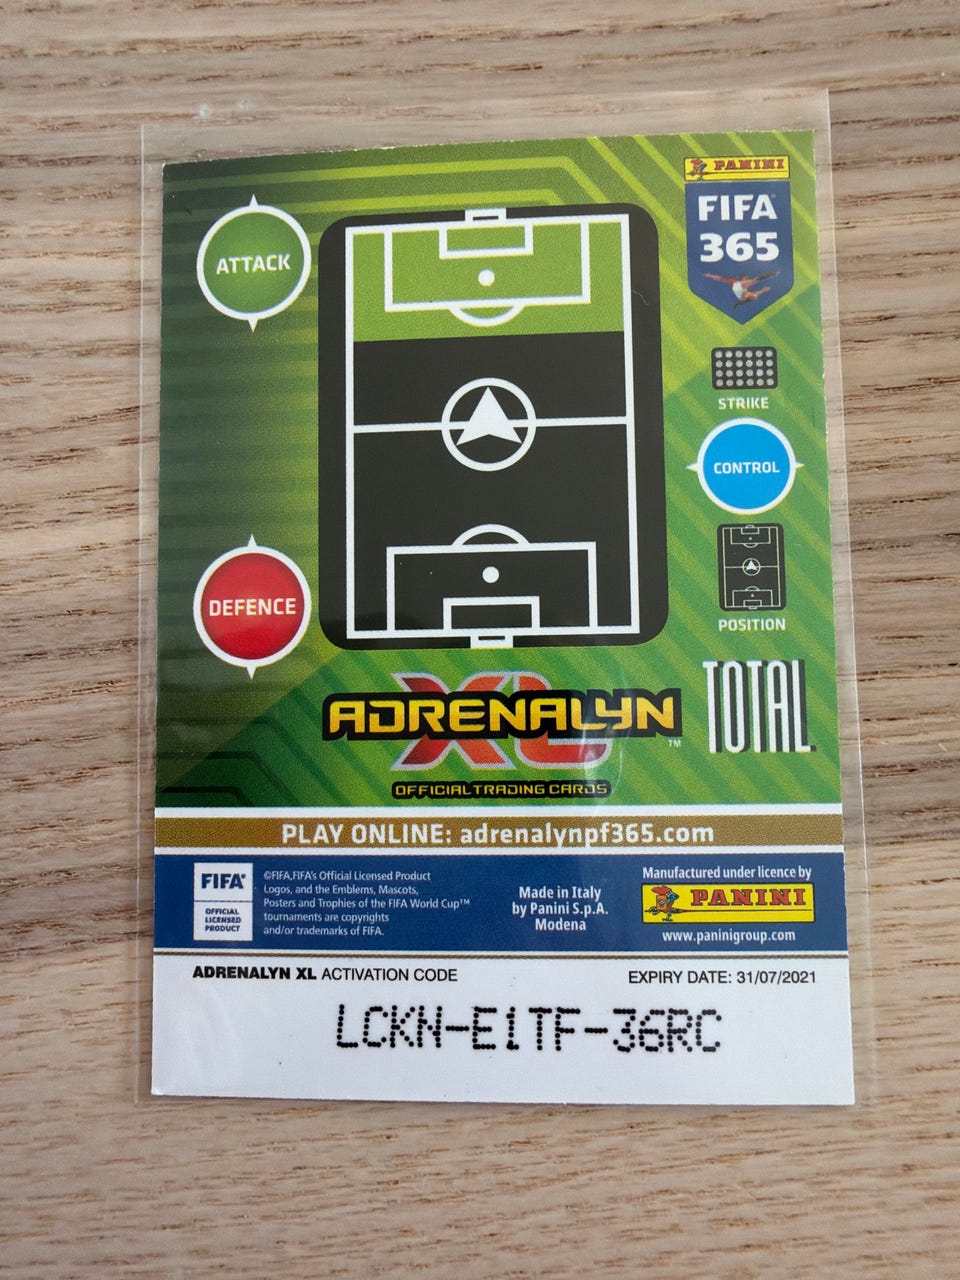 PANINI
FIFA
365
ATTACK
STRIKE
CONTROL
DEFENCE
POSITION
TOTAL
ADRENALYN
XL™
OFFICIAL TRADING CARDS
PLAY ONLINE: adrenalynpf365.com
FIFA®
OFFICIAL
LICENSED
PRODUCT
©FIFA,FIFA's Official Licensed Product
Logos, and the Emblems, Mascots,
Posters and Trophies of the FIFA World Cup™
tournaments are copyrights
and/or trademarks of FIFA.
Made in Italy
by Panini S.p.A.
Modena
Manufactured under licence by
PANINI
www.paninigroup.com
ADRENALYN XL ACTIVATION CODE
EXPIRY DATE: 31/07/2021
LCKN-E1TF-36RC